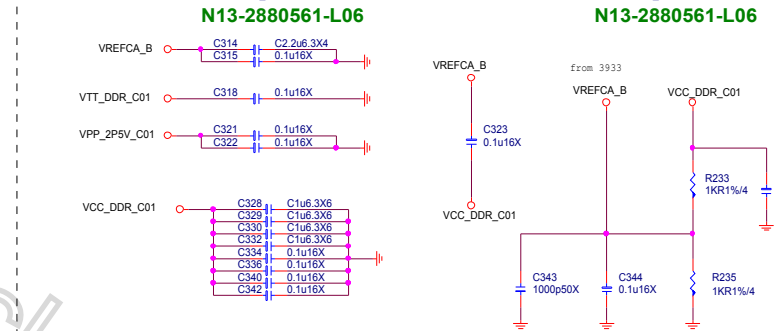 N13-2880561-L06
N13-2880561-L06
VREFCA_B
C314
C2.2u6.3X4
C315
0.1u16X
VTT_DDR_C01
C318
0.1u16X
VPP_2P5V_C01
C321
0.1u16X
C322
0.1u16X
VCC_DDR_C01
C328
C1u6.3X6
C329
C1u6.3X6
C330
C1u6.3X6
C332
C1u6.3X6
C334
0.1u16X
C336
0.1u16X
C340
0.1u16X
C342
0.1u16X
VREFCA_B
C323
0.1u16X
VCC_DDR_C01
from 3933
VREFCA_B
VCC_DDR_C01
R233
1KR1%/4
C343
1000p50X
C344
0.1u16X
R235
1KR1%/4